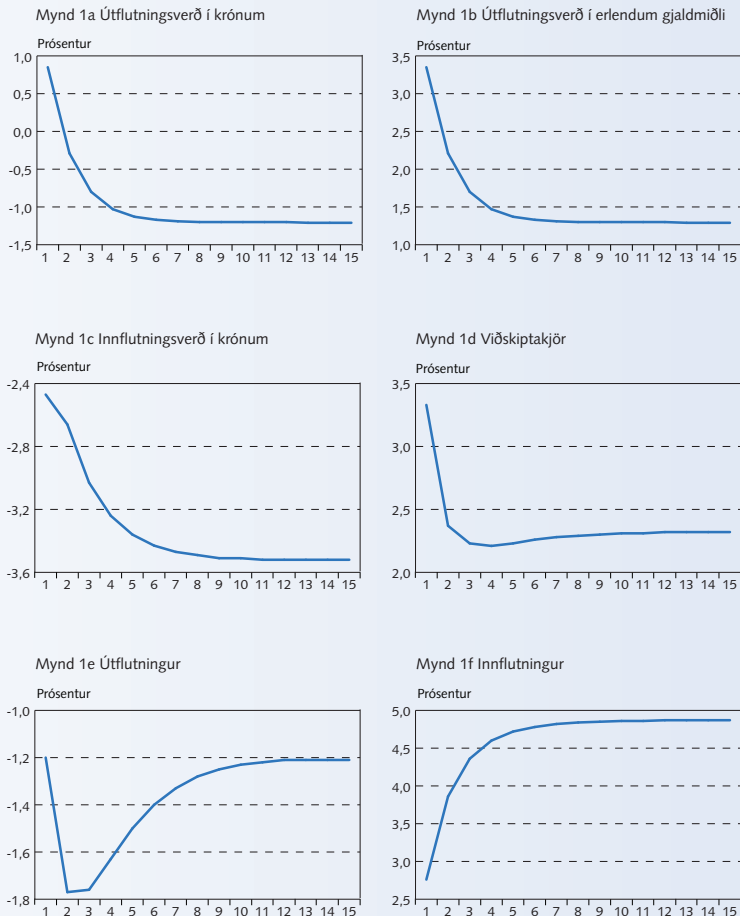 Mynd 1a Útflutningsverð í krónum
Prósentur
1,0
0,5
0,0
-0,5
-1,0
-1,5
1 2 3 4 5 6 7 8 9 10 11 12 13 14 15
Mynd 1b Útflutningsverð í erlendum gjaldmiðli
Prósentur
3,5
3,0
2,5
2,0
1,5
1,0
1 2 3 4 5 6 7 8 9 10 11 12 13 14 15
Mynd 1c Innflutningsverð í krónum
Prósentur
-2,4
-2,8
-3,2
-3,6
1 2 3 4 5 6 7 8 9 10 11 12 13 14 15
Mynd 1d Viðskiptakjör
Prósentur
3,5
3,0
2,5
2,0
1 2 3 4 5 6 7 8 9 10 11 12 13 14 15
Mynd 1e Útflutningur
Prósentur
-1,0
-1,2
-1,4
-1,6
-1,8
1 2 3 4 5 6 7 8 9 10 11 12 13 14 15
Mynd 1f Innflutningur
Prósentur
5,0
4,5
4,0
3,5
3,0
2,5
1 2 3 4 5 6 7 8 9 10 11 12 13 14 15